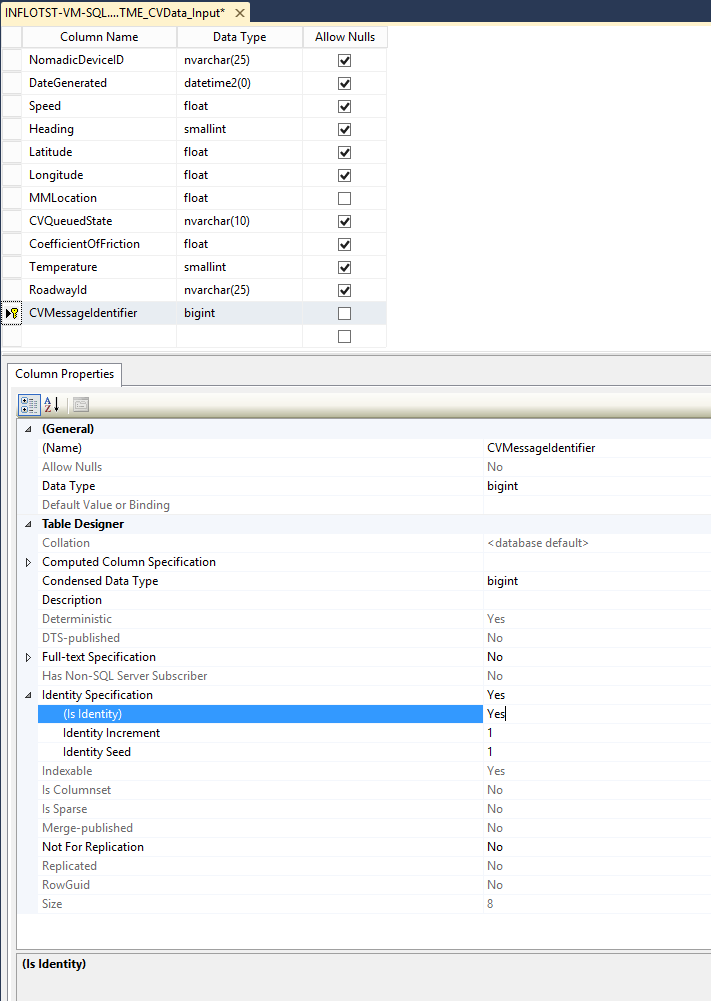 INFLOTST-VM-SQL....TME_CVData_Input*
Column Name Data Type Allow Nulls
NomadicDeviceID nvarchar(25)
DateGenerated datetime2(0)
Speed float
Heading smallint
Latitude float
Longitude float
MMLocation float
CVQueuedState nvarchar(10)
CoefficientOfFriction float
Temperature smallint
RoadwayId nvarchar(25)
CVMessageIdentifier bigint
Column Properties
(General)
(Name) CVMessageIdentifier
Allow Nulls No
Data Type bigint
Default Value or Binding
Table Designer
Collation <database default>
Computed Column Specification
Condensed Data Type bigint
Description
Deterministic Yes
DTS-published No
Full-text Specification No
Has Non-SQL Server Subscriber No
Identity Specification Yes
(Is Identity) Yes
Identity Increment 1
Identity Seed 1
Indexable Yes
Is Columnset No
Is Sparse No
Merge-published No
Not For Replication No
Replicated No
RowGuid No
Size 8
(Is Identity)